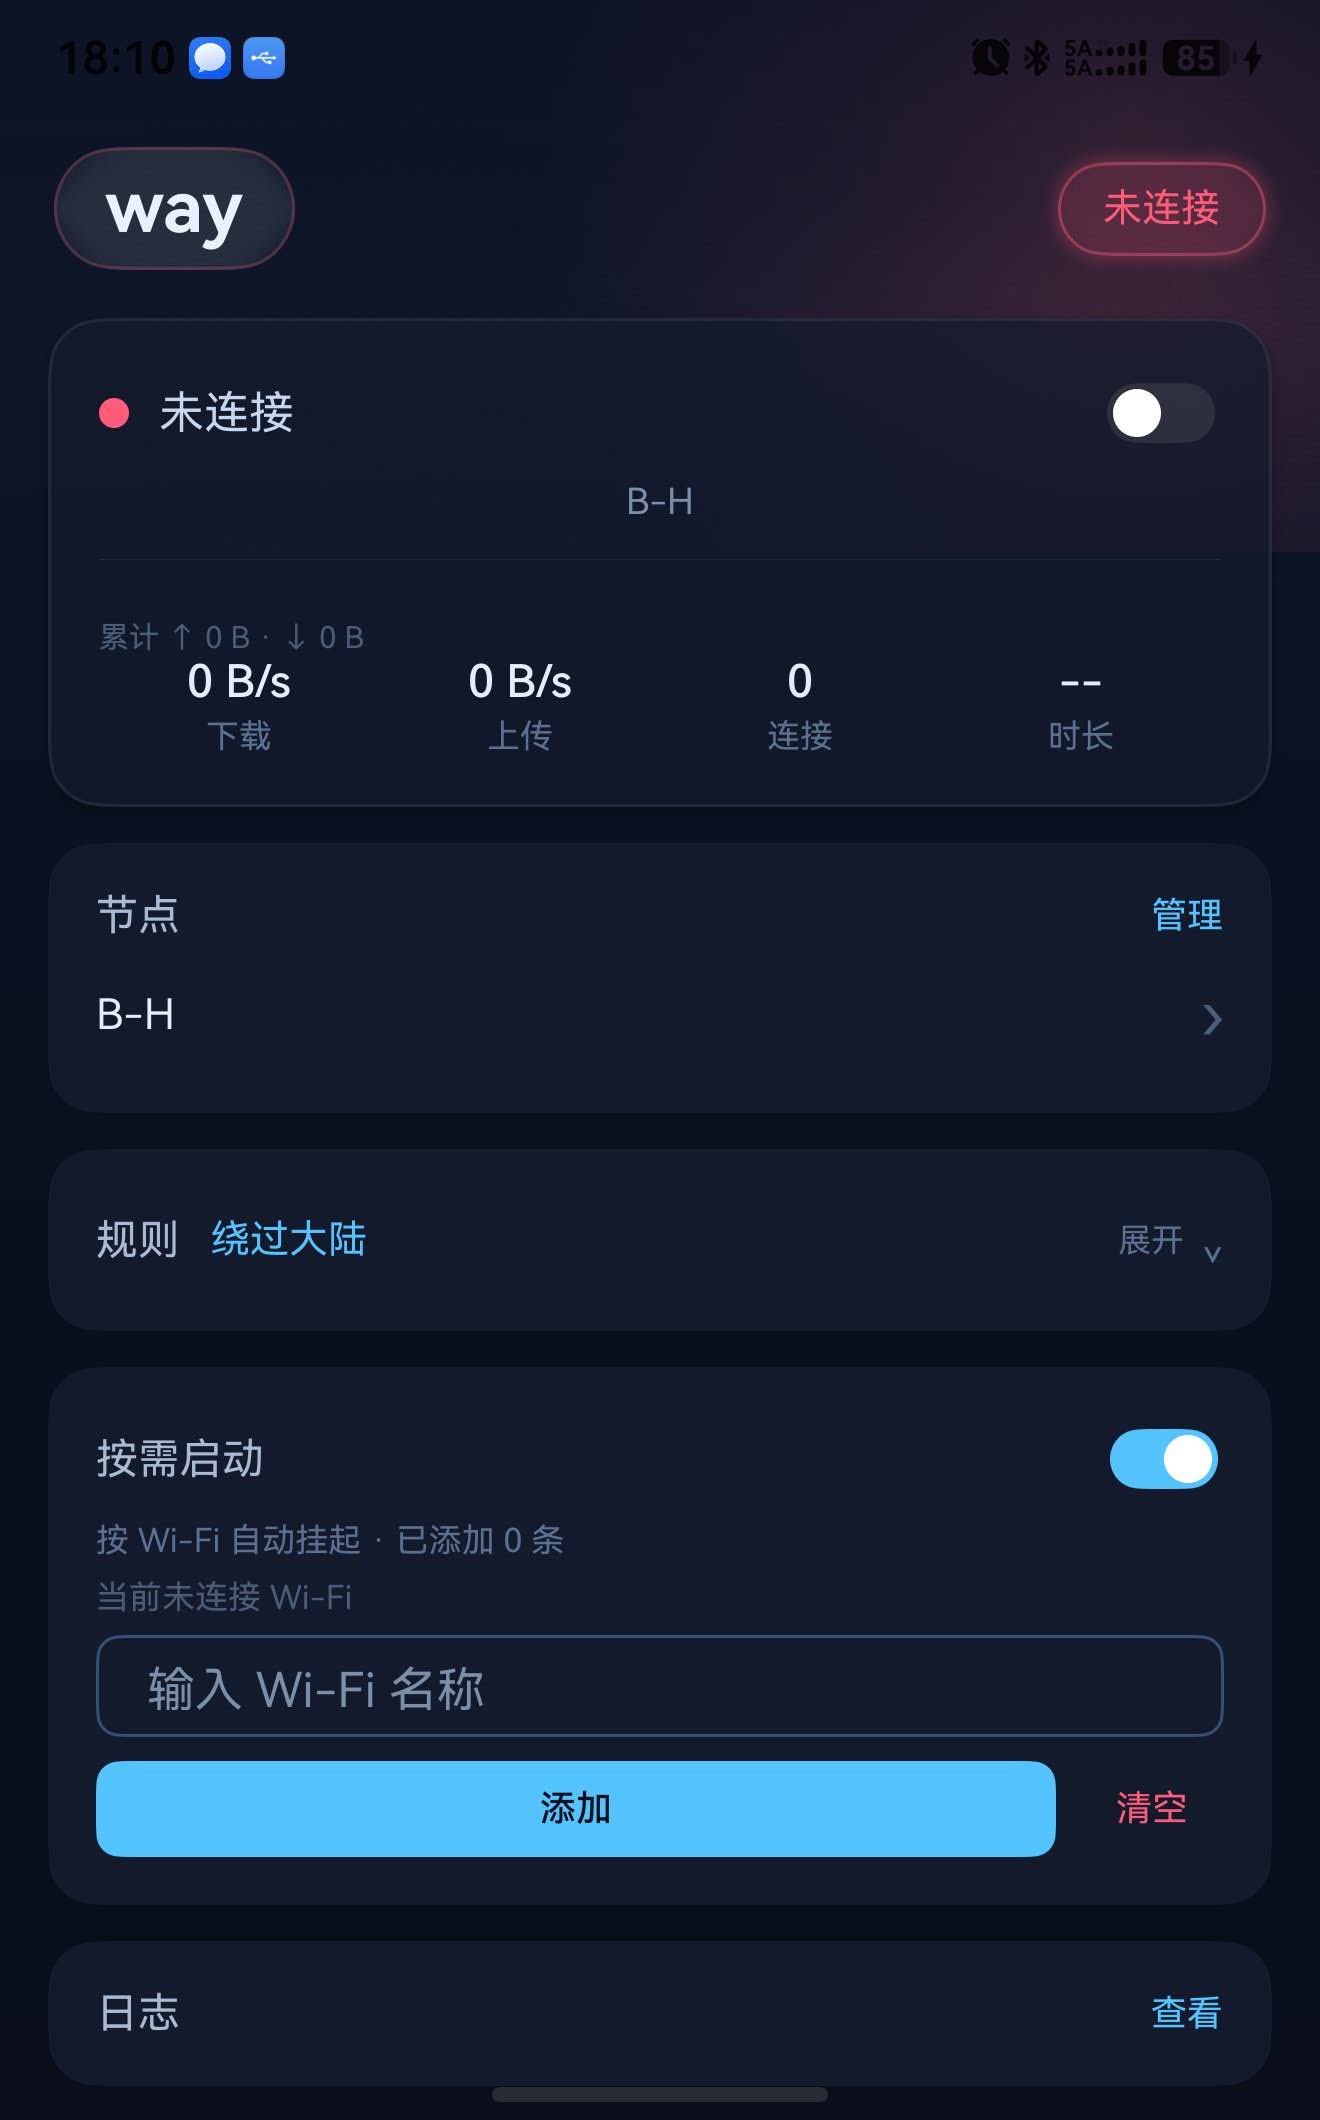 18:10
5A
5A
85
way
未连接
未连接
B-H
累计 ↑ 0 B · ↓ 0 B
0 B/s 0 B/s 0 --
下载 上传 连接 时长
节点 管理
B-H
规则 绕过大陆 展开
按需启动
按 Wi-Fi 自动挂起 · 已添加 0 条
当前未连接 Wi-Fi
输入 Wi-Fi 名称
添加 清空
日志 查看